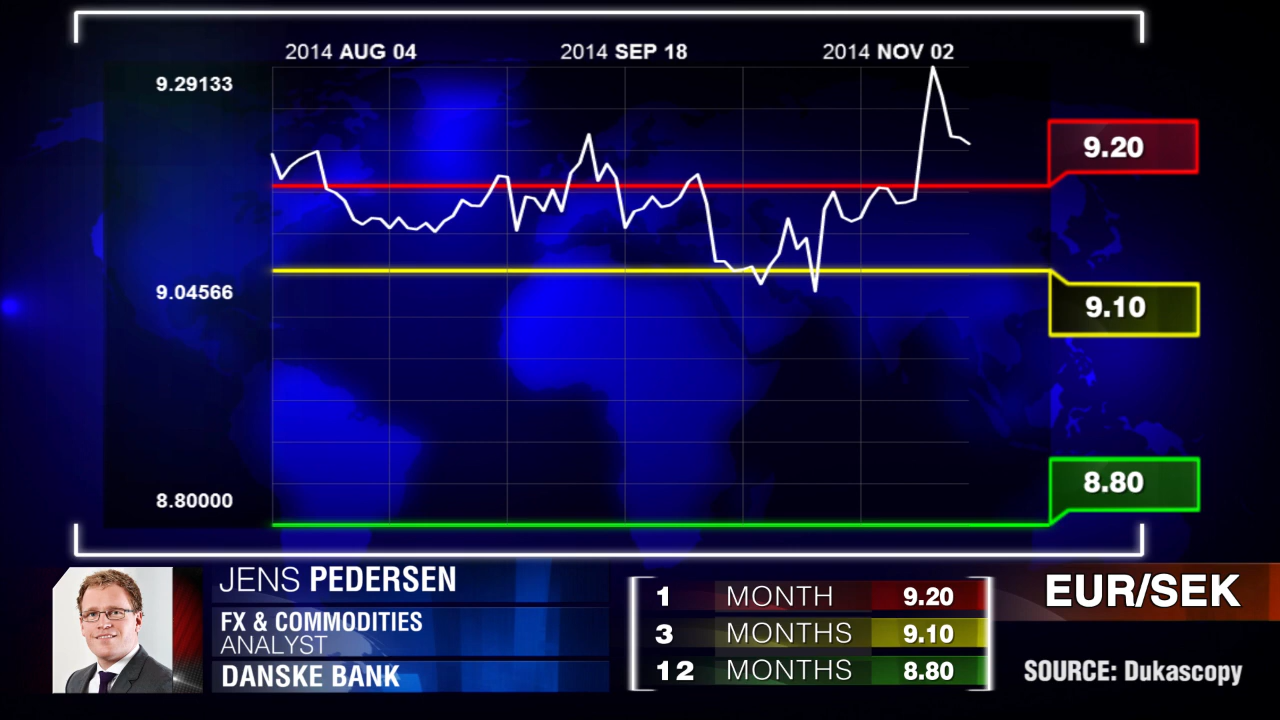 2014 AUG 04
2014 SEP 18
2014 NOV 02
9.29133
9.20
9.04566
9.10
8.80000
8.80
JENS PEDERSEN
FX & COMMODITIES
ANALYST
DANSKE BANK
1 MONTH 9.20
3 MONTHS 9.10
12 MONTHS 8.80
EUR/SEK
SOURCE: Dukascopy